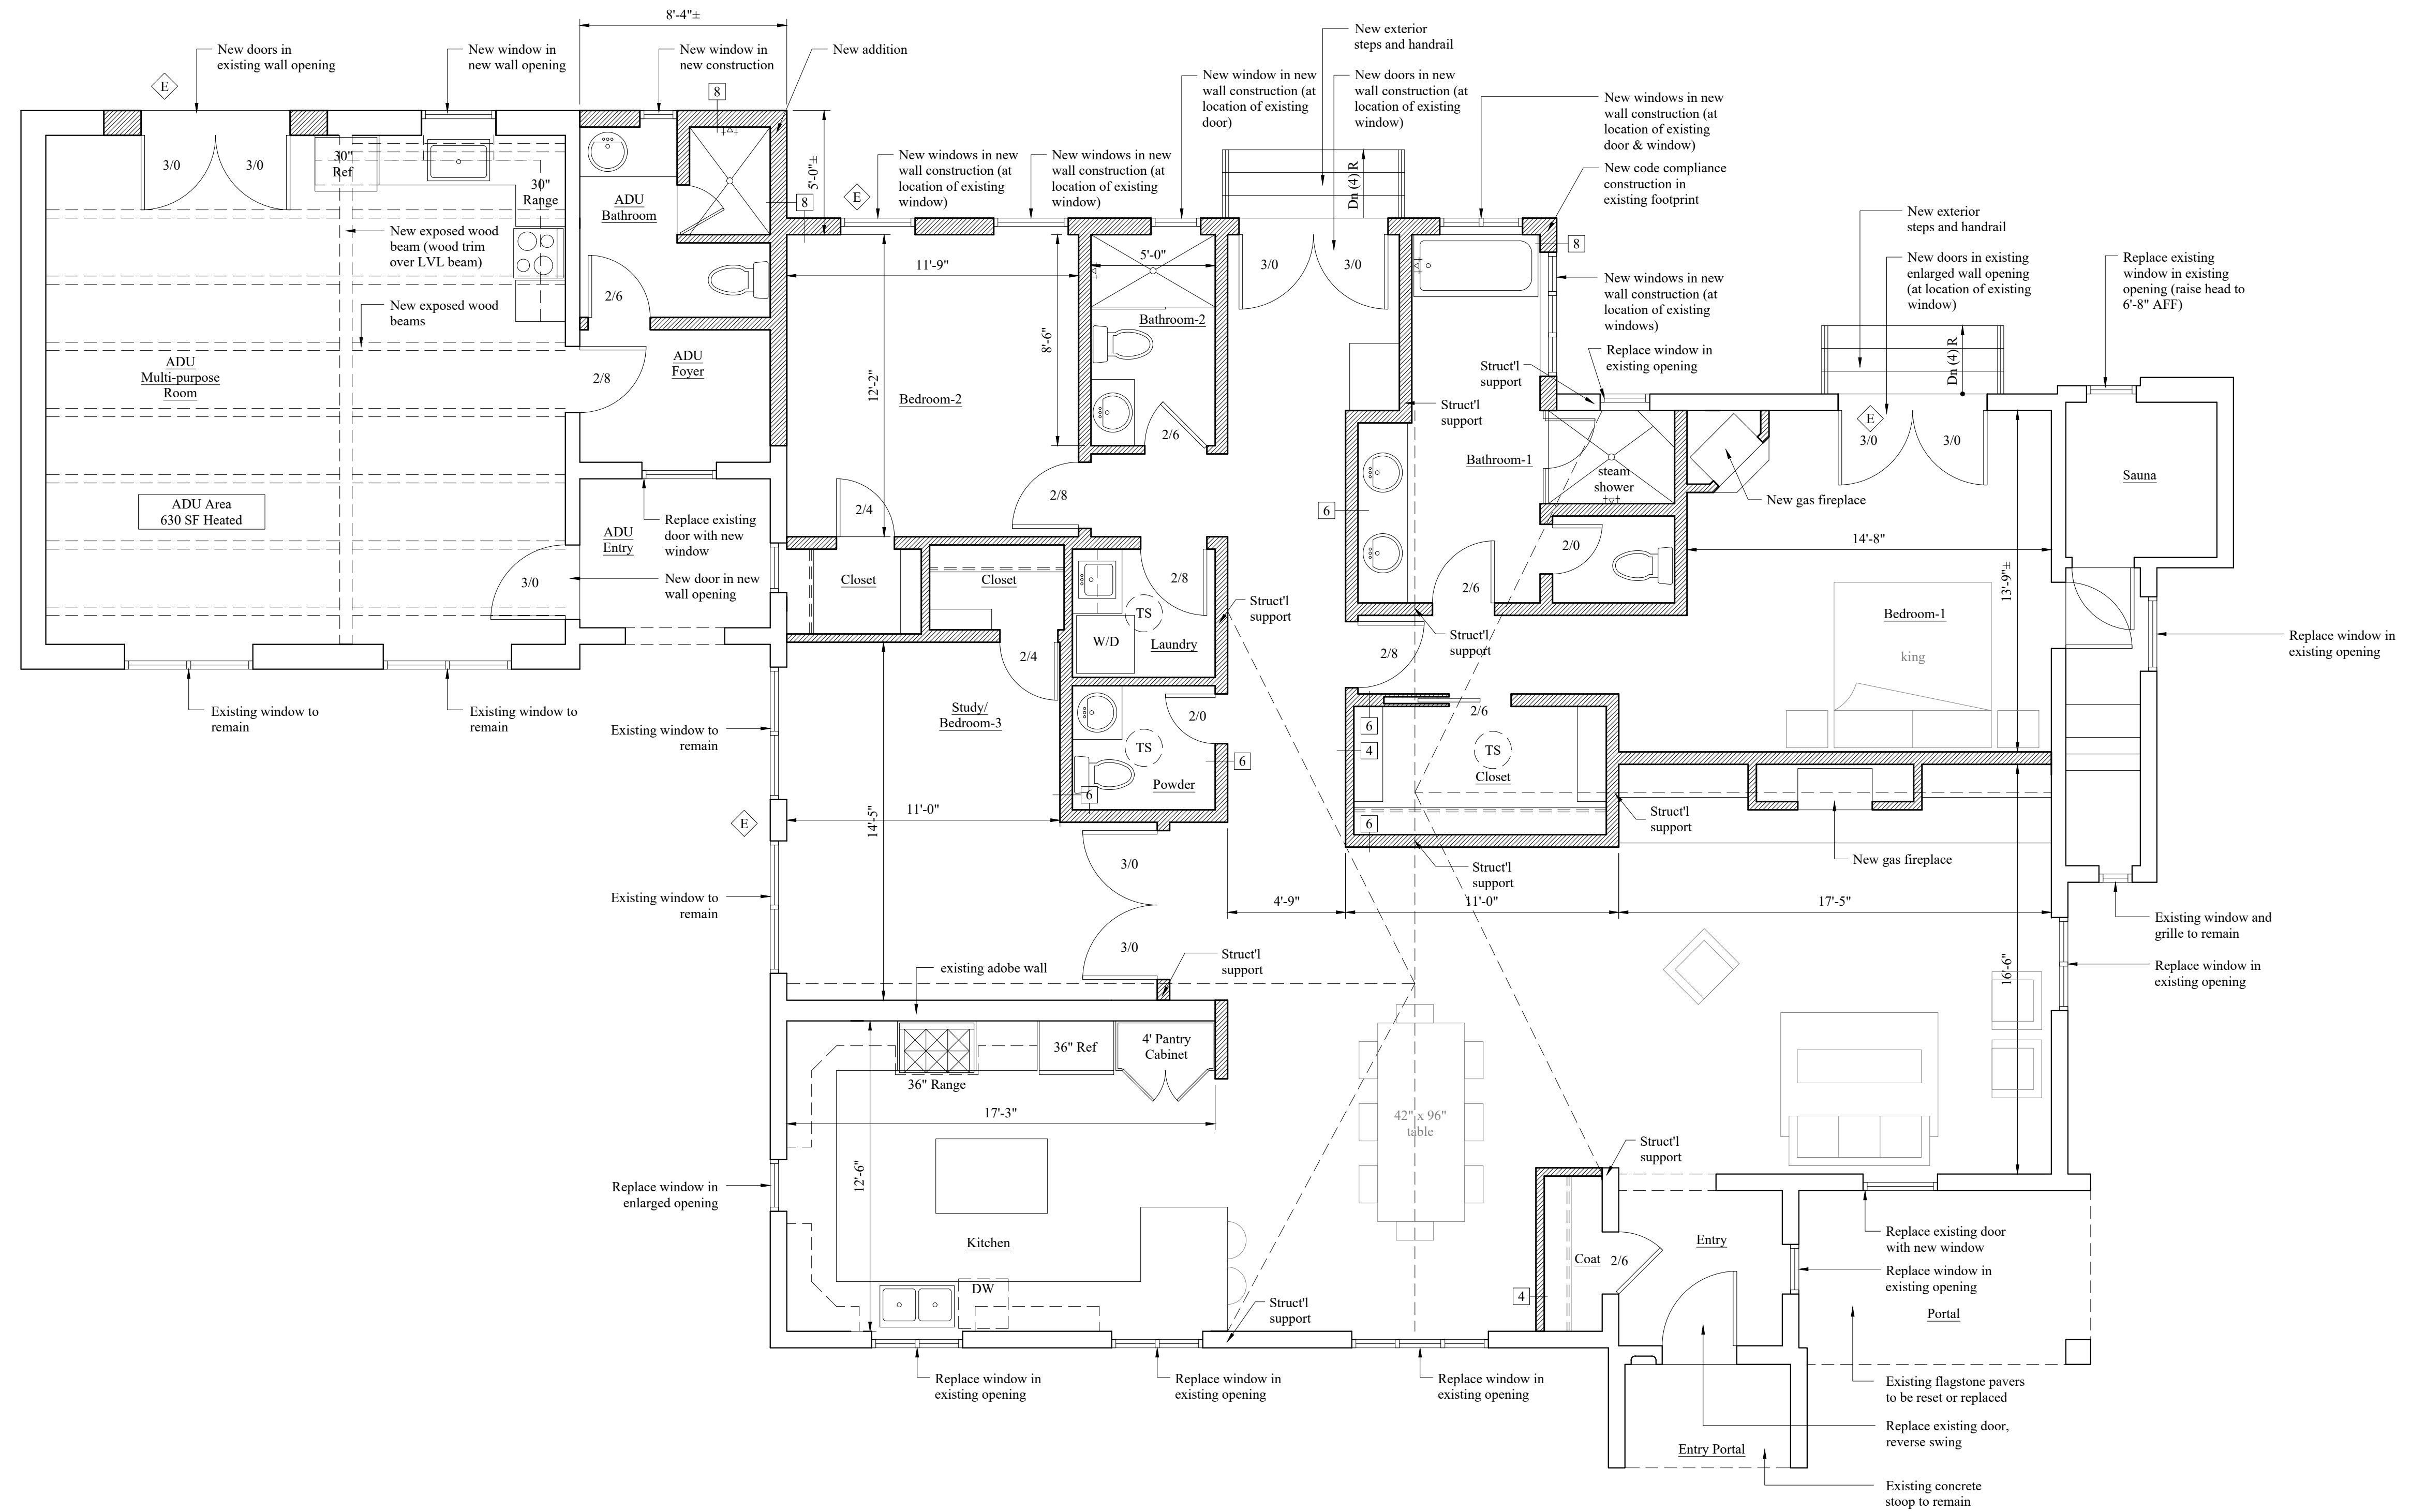 8'-4"±
New doors in
existing wall opening
New window in
new wall opening
New window in
new construction
New addition
New exterior
steps and handrail
New window in new
wall construction (at
location of existing
door)
New doors in new
wall construction (at
location of existing
window)
New windows in new
wall construction (at
location of existing
door & window)
E
8
3/0
3/0
30"
Ref
30"
Range
ADU
Bathroom
8
5'-0"±
E
New windows in new
wall construction (at
location of existing
window)
New windows in new
wall construction (at
location of existing
window)
Dn (4) R
New code compliance
construction in
existing footprint
New exterior
steps and handrail
New exposed wood
beam (wood trim
over LVL beam)
New exposed wood
beams
2/6
11'-9"
5'-0"
3/0
3/0
8
New windows in new
wall construction (at
location of existing
windows)
New doors in existing
enlarged wall opening
(at location of existing
window)
Replace existing
window in existing
opening (raise head to
6'-8" AFF)
Bathroom-2
8'-6"
12'-2"
Dn (4) R
ADU
Multi-purpose
Room
2/8
ADU
Foyer
Bedroom-2
Struct'l
support
Replace window in
existing opening
Struct'l
support
2/6
E
3/0
3/0
Bathroom-1
steam
shower
New gas fireplace
Sauna
ADU Area
630 SF Heated
ADU
Entry
Replace existing
door with new
window
2/4
2/8
6
2/0
14'-8"
3/0
New door in new
wall opening
Closet
Closet
2/8
TS
W/D
Laundry
Struct'l
support
2/6
13'-9"±
Bedroom-1
king
Replace window in
existing opening
2/4
2/8
Struct'l
support
Existing window to
remain
Existing window to
remain
Existing window to
remain
Study/
Bedroom-3
2/0
TS
Powder
6
6
2/6
6
4
TS
Closet
6
Struct'l
support
E
14'-5"
11'-0"
3/0
3/0
Struct'l
support
New gas fireplace
Existing window to
remain
4'-9"
11'-0"
17'-5"
Existing window and
grille to remain
existing adobe wall
Struct'l
support
16'-6"
Replace window in
existing opening
36" Range
36" Ref
4' Pantry
Cabinet
17'-3"
42" x 96"
table
12'-6"
Replace window in
enlarged opening
Struct'l
support
Kitchen
DW
Struct'l
support
Coat
2/6
4
Entry
Replace existing door
with new window
Replace window in
existing opening
Portal
Replace window in
existing opening
Replace window in
existing opening
Replace window in
existing opening
Existing flagstone pavers
to be reset or replaced
Replace existing door,
reverse swing
Entry Portal
Existing concrete
stoop to remain